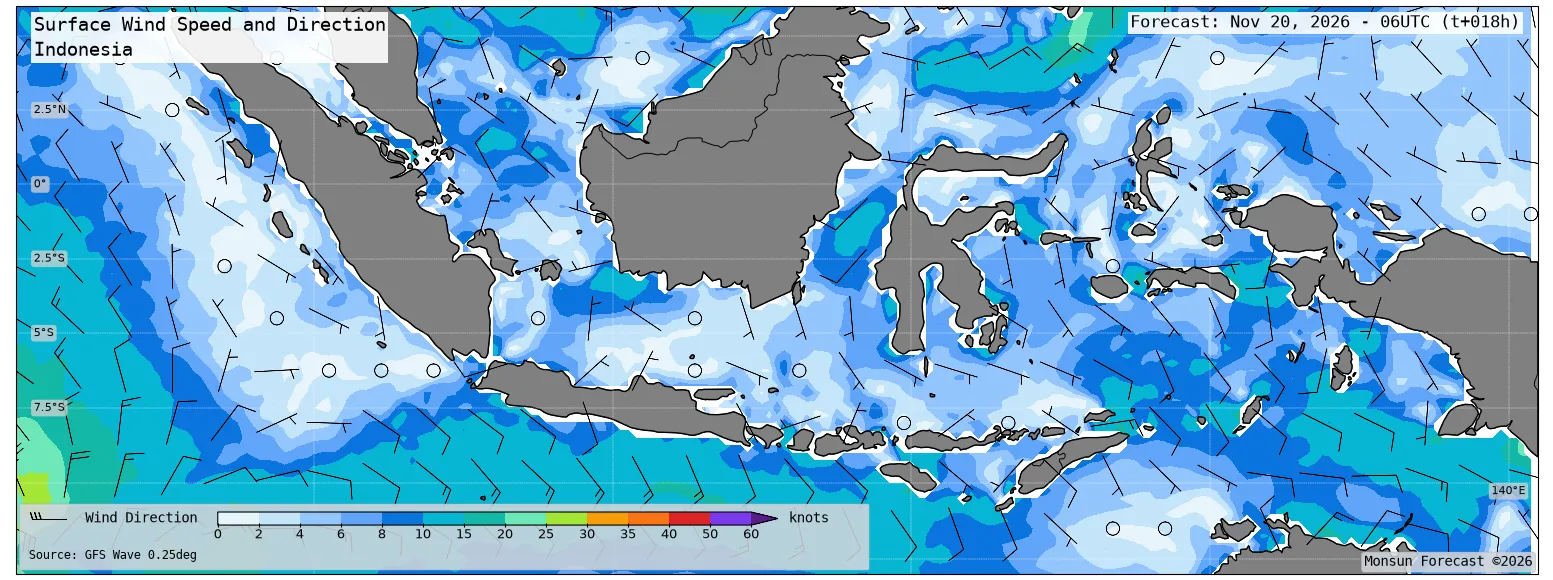 Surface Wind Speed and Direction
Indonesia
Forecast: Nov 20, 2026 - 06UTC (t+018h)
2.5°N
0°
2.5°S
5°S
7.5°S
140°E
Wind Direction
0 2 4 6 8 10 15 20 25 30 35 40 50 60
knots
Source: GFS Wave 0.25deg
Monsun Forecast ©2026